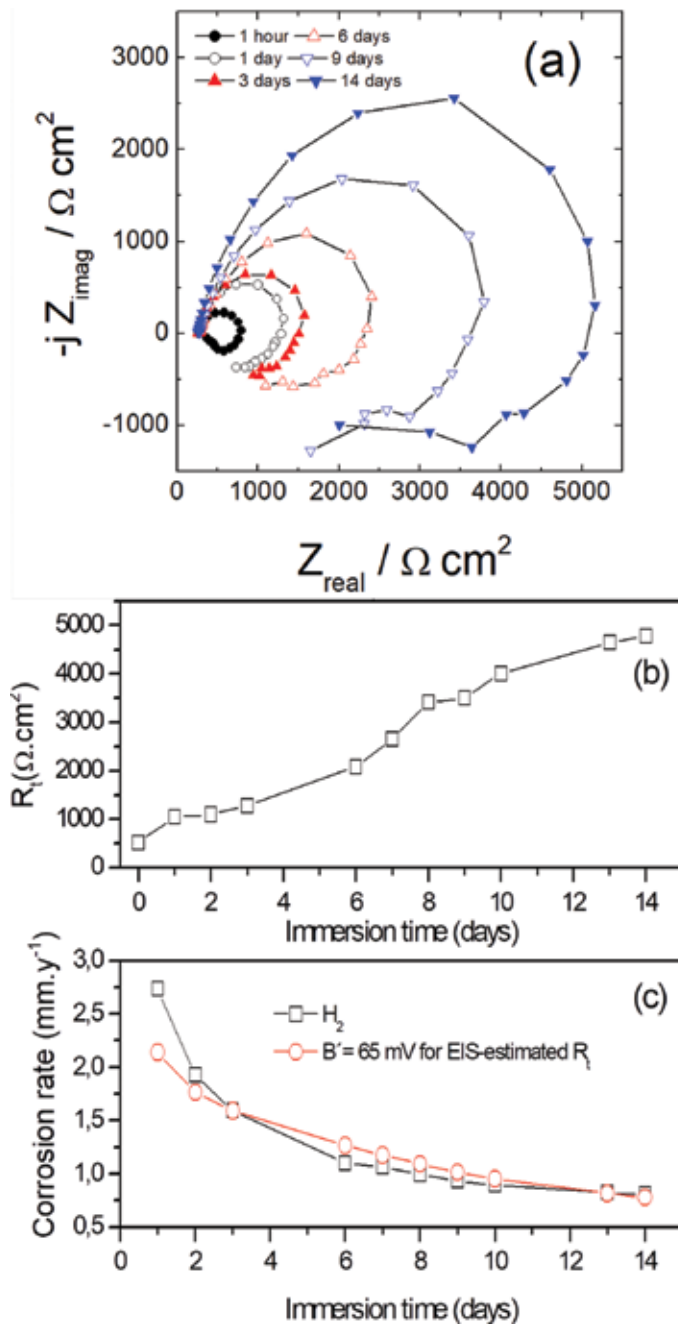 3000
2000
1000
0
-1000
-j Z_imag / Ω cm²
1 hour
6 days
1 day
9 days
3 days
14 days
(a)
0 1000 2000 3000 4000 5000
Z_real / Ω cm²
5000
4000
3000
2000
1000
0
R_t(Ω.cm²)
(b)
0 2 4 6 8 10 12 14
Immersion time (days)
3,0
2,5
2,0
1,5
1,0
0,5
Corrosion rate (mm.y⁻¹)
(c)
H₂
B´= 65 mV for EIS-estimated R_t
0 2 4 6 8 10 12 14
Immersion time (days)